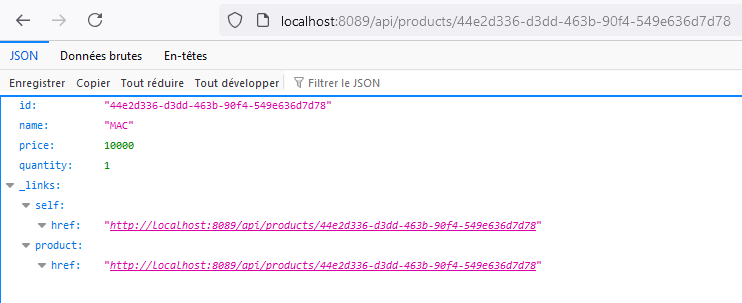 localhost:8089/api/products/44e2d336-d3dd-463b-90f4-549e636d7d78
JSON Données brutes En-têtes
Enregistrer Copier Tout réduire Tout développer Filtrer le JSON
id: "44e2d336-d3dd-463b-90f4-549e636d7d78"
name: "MAC"
price: 10000
quantity: 1
_links:
self:
href: "http://localhost:8089/api/products/44e2d336-d3dd-463b-90f4-549e636d7d78"
product:
href: "http://localhost:8089/api/products/44e2d336-d3dd-463b-90f4-549e636d7d78"